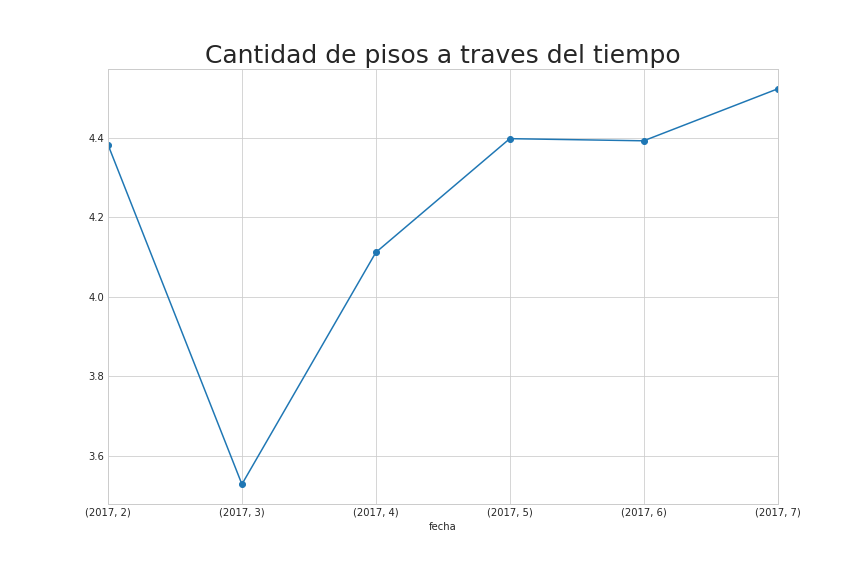 Cantidad de pisos a traves del tiempo
4.4
4.2
4.0
3.8
3.6
(2017, 2) (2017, 3) (2017, 4) (2017, 5) (2017, 6) (2017, 7)
fecha